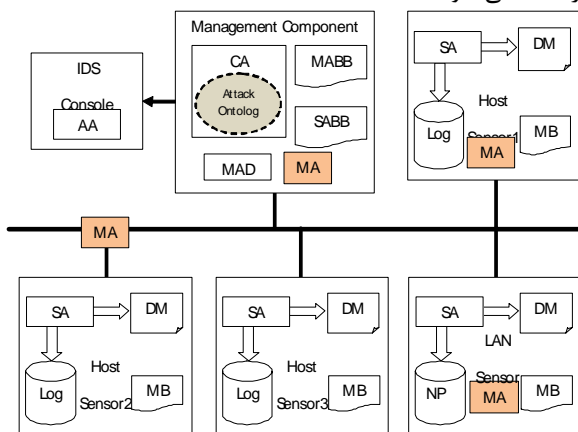 Management Component
IDS
Console
AA
CA
Attack
Ontolog
MABB
SABB
MAD
MA
SA
DM
Host
Sensor1
Log
MA
MB
MA
SA
DM
Host
Sensor2
Log
MB
SA
DM
Host
Sensor3
Log
MB
SA
DM
LAN
Sensor
NP
MA
MB